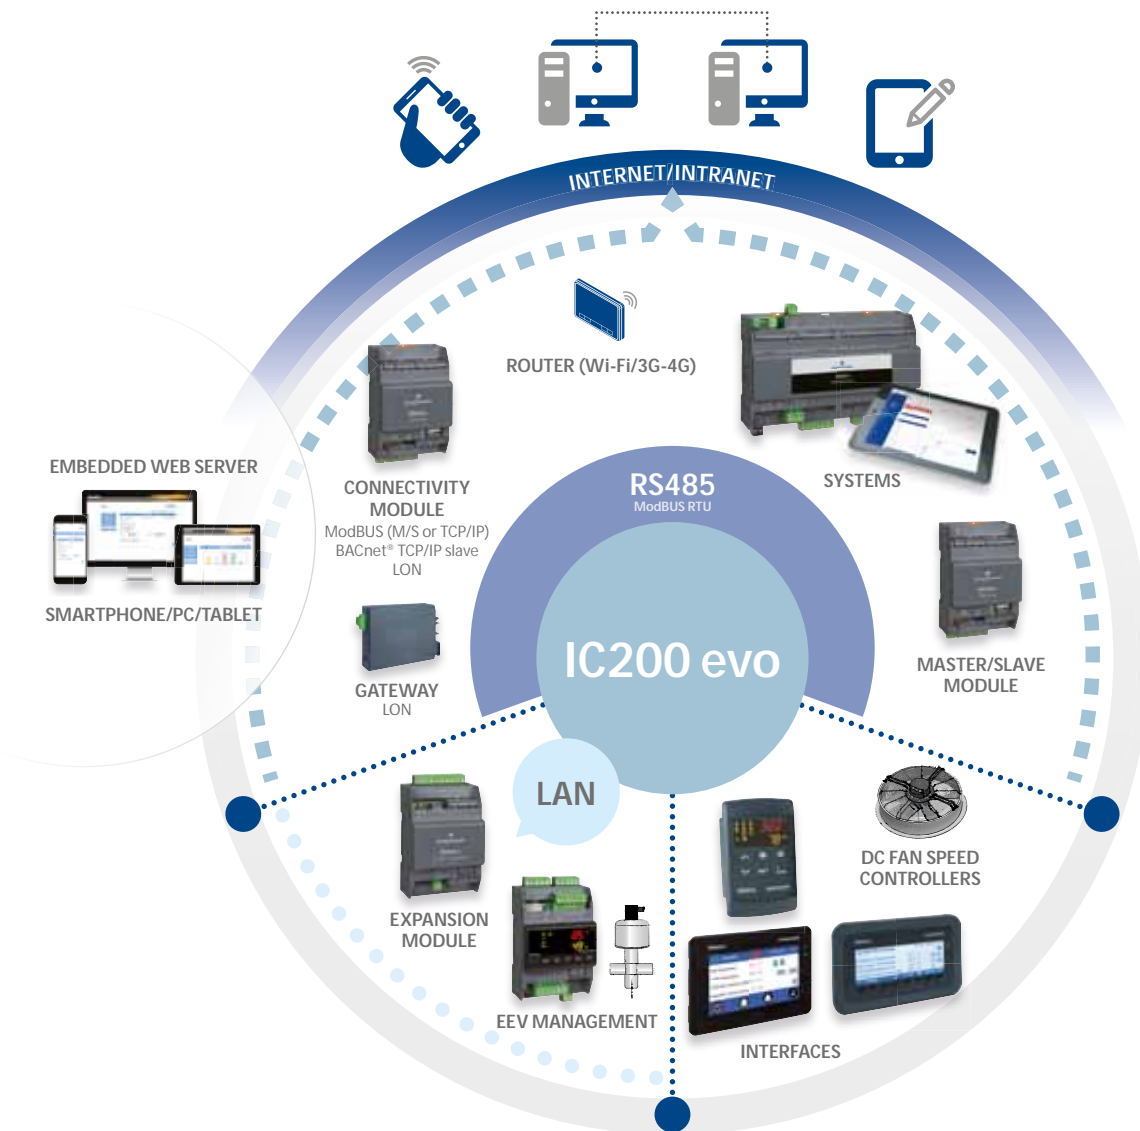 INTERNET/INTRANET
ROUTER (Wi-Fi/3G-4G)
EMBEDDED WEB SERVER
SMARTPHONE/PC/TABLET
CONNECTIVITY
MODULE
ModBUS (M/S or TCP/IP)
BACnet® TCP/IP slave
LON
GATEWAY
LON
RS485
ModBUS RTU
IC200 evo
SYSTEMS
MASTER/SLAVE
MODULE
LAN
EXPANSION
MODULE
EEV MANAGEMENT
DC FAN SPEED
CONTROLLERS
INTERFACES